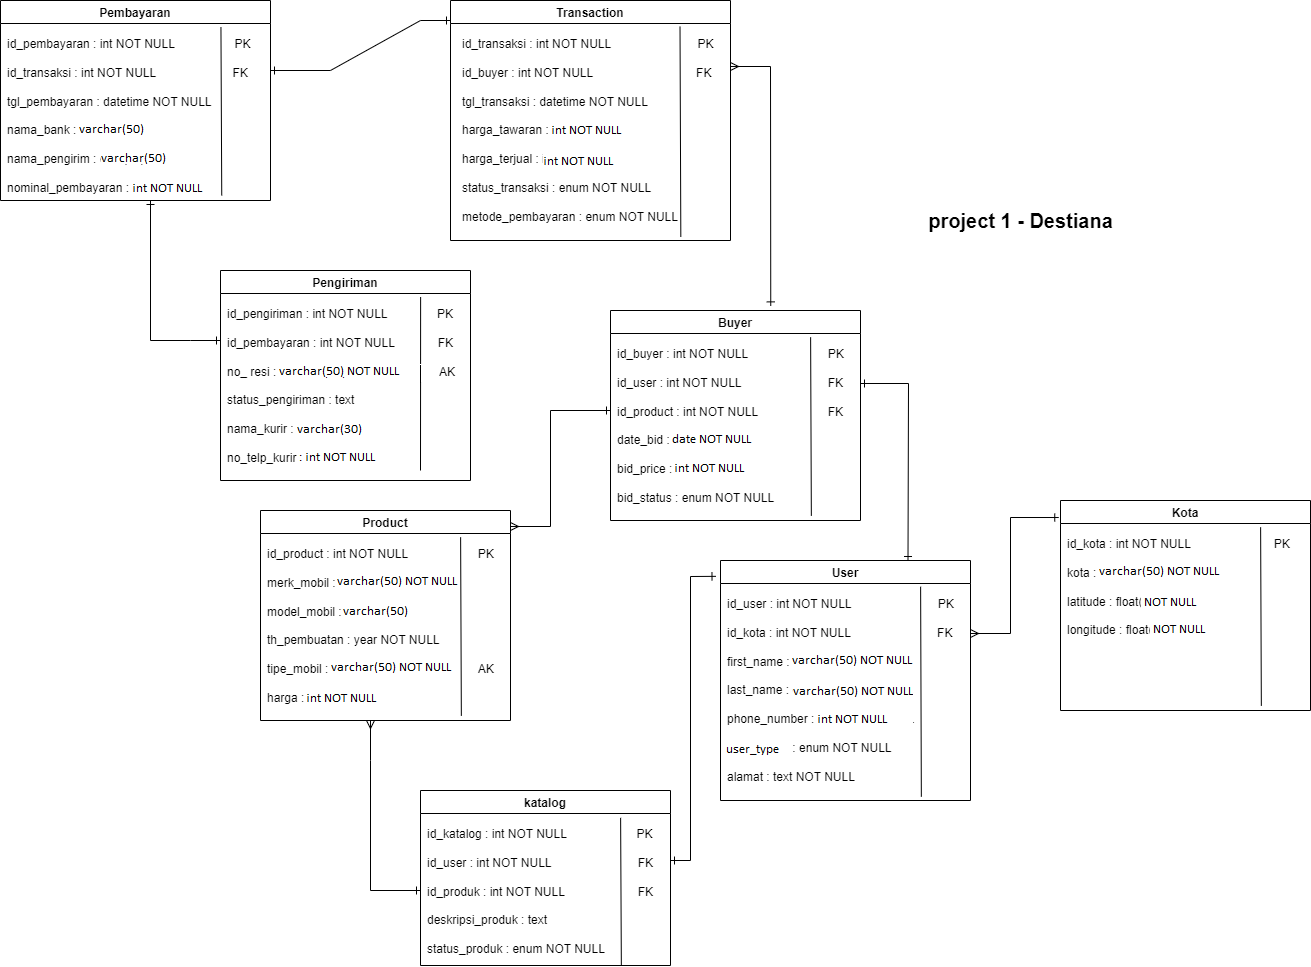 Pembayaran
id_pembayaran : int NOT NULL PK
id_transaksi : int NOT NULL FK
tgl_pembayaran : datetime NOT NULL
nama_bank : varchar(50)
nama_pengirim : varchar(50)
nominal_pembayaran : int NOT NULL
Transaction
id_transaksi : int NOT NULL PK
id_buyer : int NOT NULL FK
tgl_transaksi : datetime NOT NULL
harga_tawaran : int NOT NULL
harga_terjual : int NOT NULL
status_transaksi : enum NOT NULL
metode_pembayaran : enum NOT NULL
project 1 - Destiana
Pengiriman
id_pengiriman : int NOT NULL PK
id_pembayaran : int NOT NULL FK
no_ resi : varchar(50) NOT NULL AK
status_pengiriman : text
nama_kurir : varchar(30)
no_telp_kurir : int NOT NULL
Buyer
id_buyer : int NOT NULL PK
id_user : int NOT NULL FK
id_product : int NOT NULL FK
date_bid : date NOT NULL
bid_price : int NOT NULL
bid_status : enum NOT NULL
Product
id_product : int NOT NULL PK
merk_mobil : varchar(50) NOT NULL
model_mobil : varchar(50)
th_pembuatan : year NOT NULL
tipe_mobil : varchar(50) NOT NULL AK
harga : int NOT NULL
User
id_user : int NOT NULL PK
id_kota : int NOT NULL FK
first_name : varchar(50) NOT NULL
last_name : varchar(50) NOT NULL
phone_number : int NOT NULL
user_type : enum NOT NULL
alamat : text NOT NULL
Kota
id_kota : int NOT NULL PK
kota : varchar(50) NOT NULL
latitude : float( NOT NULL
longitude : float( NOT NULL
katalog
id_katalog : int NOT NULL PK
id_user : int NOT NULL FK
id_produk : int NOT NULL FK
deskripsi_produk : text
status_produk : enum NOT NULL